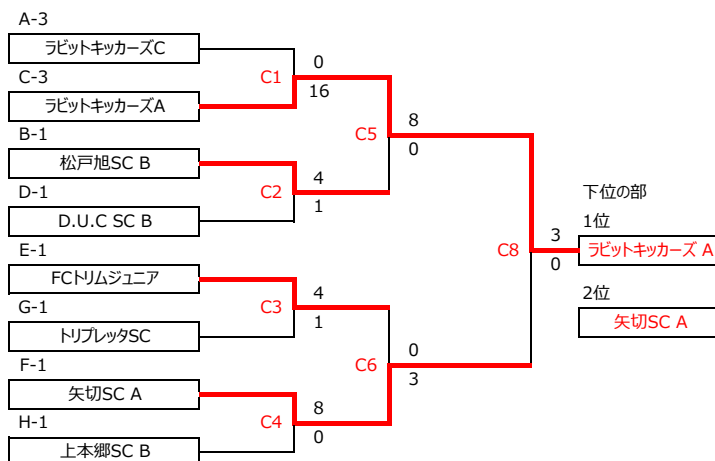 A-3
ラビットキッカーズC
C-3
ラビットキッカーズA
B-1
松戸旭SC B
D-1
D.U.C SC B
E-1
FCトリムジュニア
G-1
トリプレッタSC
F-1
矢切SC A
H-1
上本郷SC B
C1
0
16
C2
4
1
C3
4
1
C4
8
0
C5
8
0
C6
0
3
C8
3
0
下位の部
1位
ラビットキッカーズ A
2位
矢切SC A